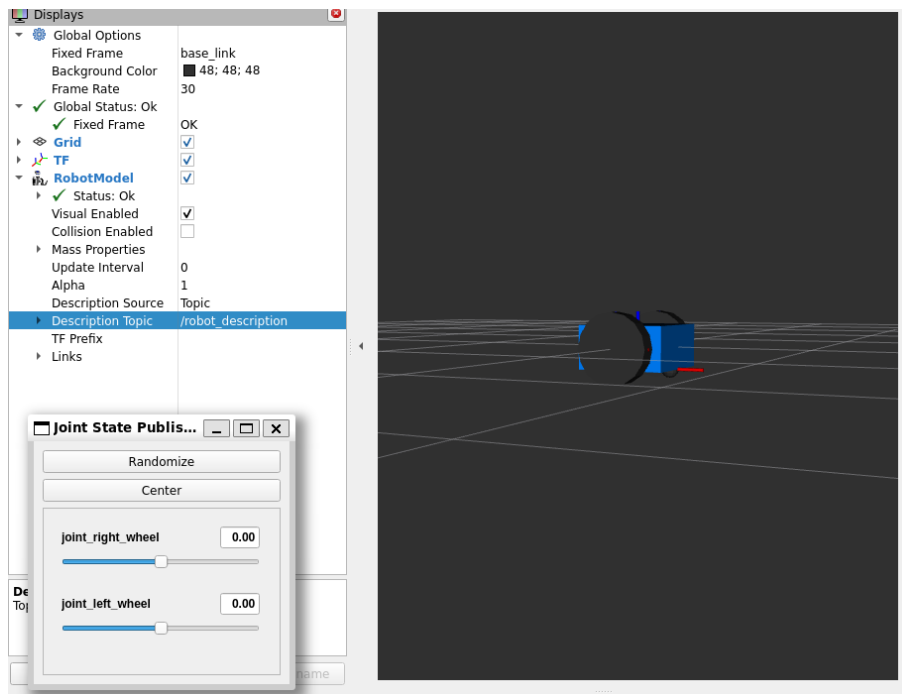 Displays
Global Options
Fixed Frame base_link
Background Color 48; 48; 48
Frame Rate 30
Global Status: Ok
Fixed Frame OK
Grid
TF
RobotModel
Status: Ok
Visual Enabled
Collision Enabled
Mass Properties
Update Interval 0
Alpha 1
Description Source Topic
Description Topic /robot_description
TF Prefix
Links
Joint State Publis...
Randomize
Center
joint_right_wheel 0.00
joint_left_wheel 0.00
De
To
name